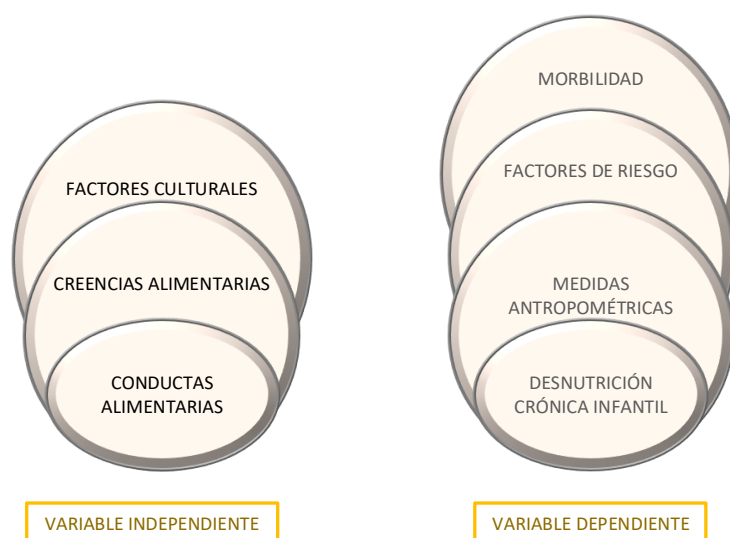 FACTORES CULTURALES
CREENCIAS ALIMENTARIAS
CONDUCTAS
ALIMENTARIAS
VARIABLE INDEPENDIENTE
MORBILIDAD
FACTORES DE RIESGO
MEDIDAS
ANTROPOMÉTRICAS
DESNUTRICIÓN
CRÓNICA INFANTIL
VARIABLE DEPENDIENTE